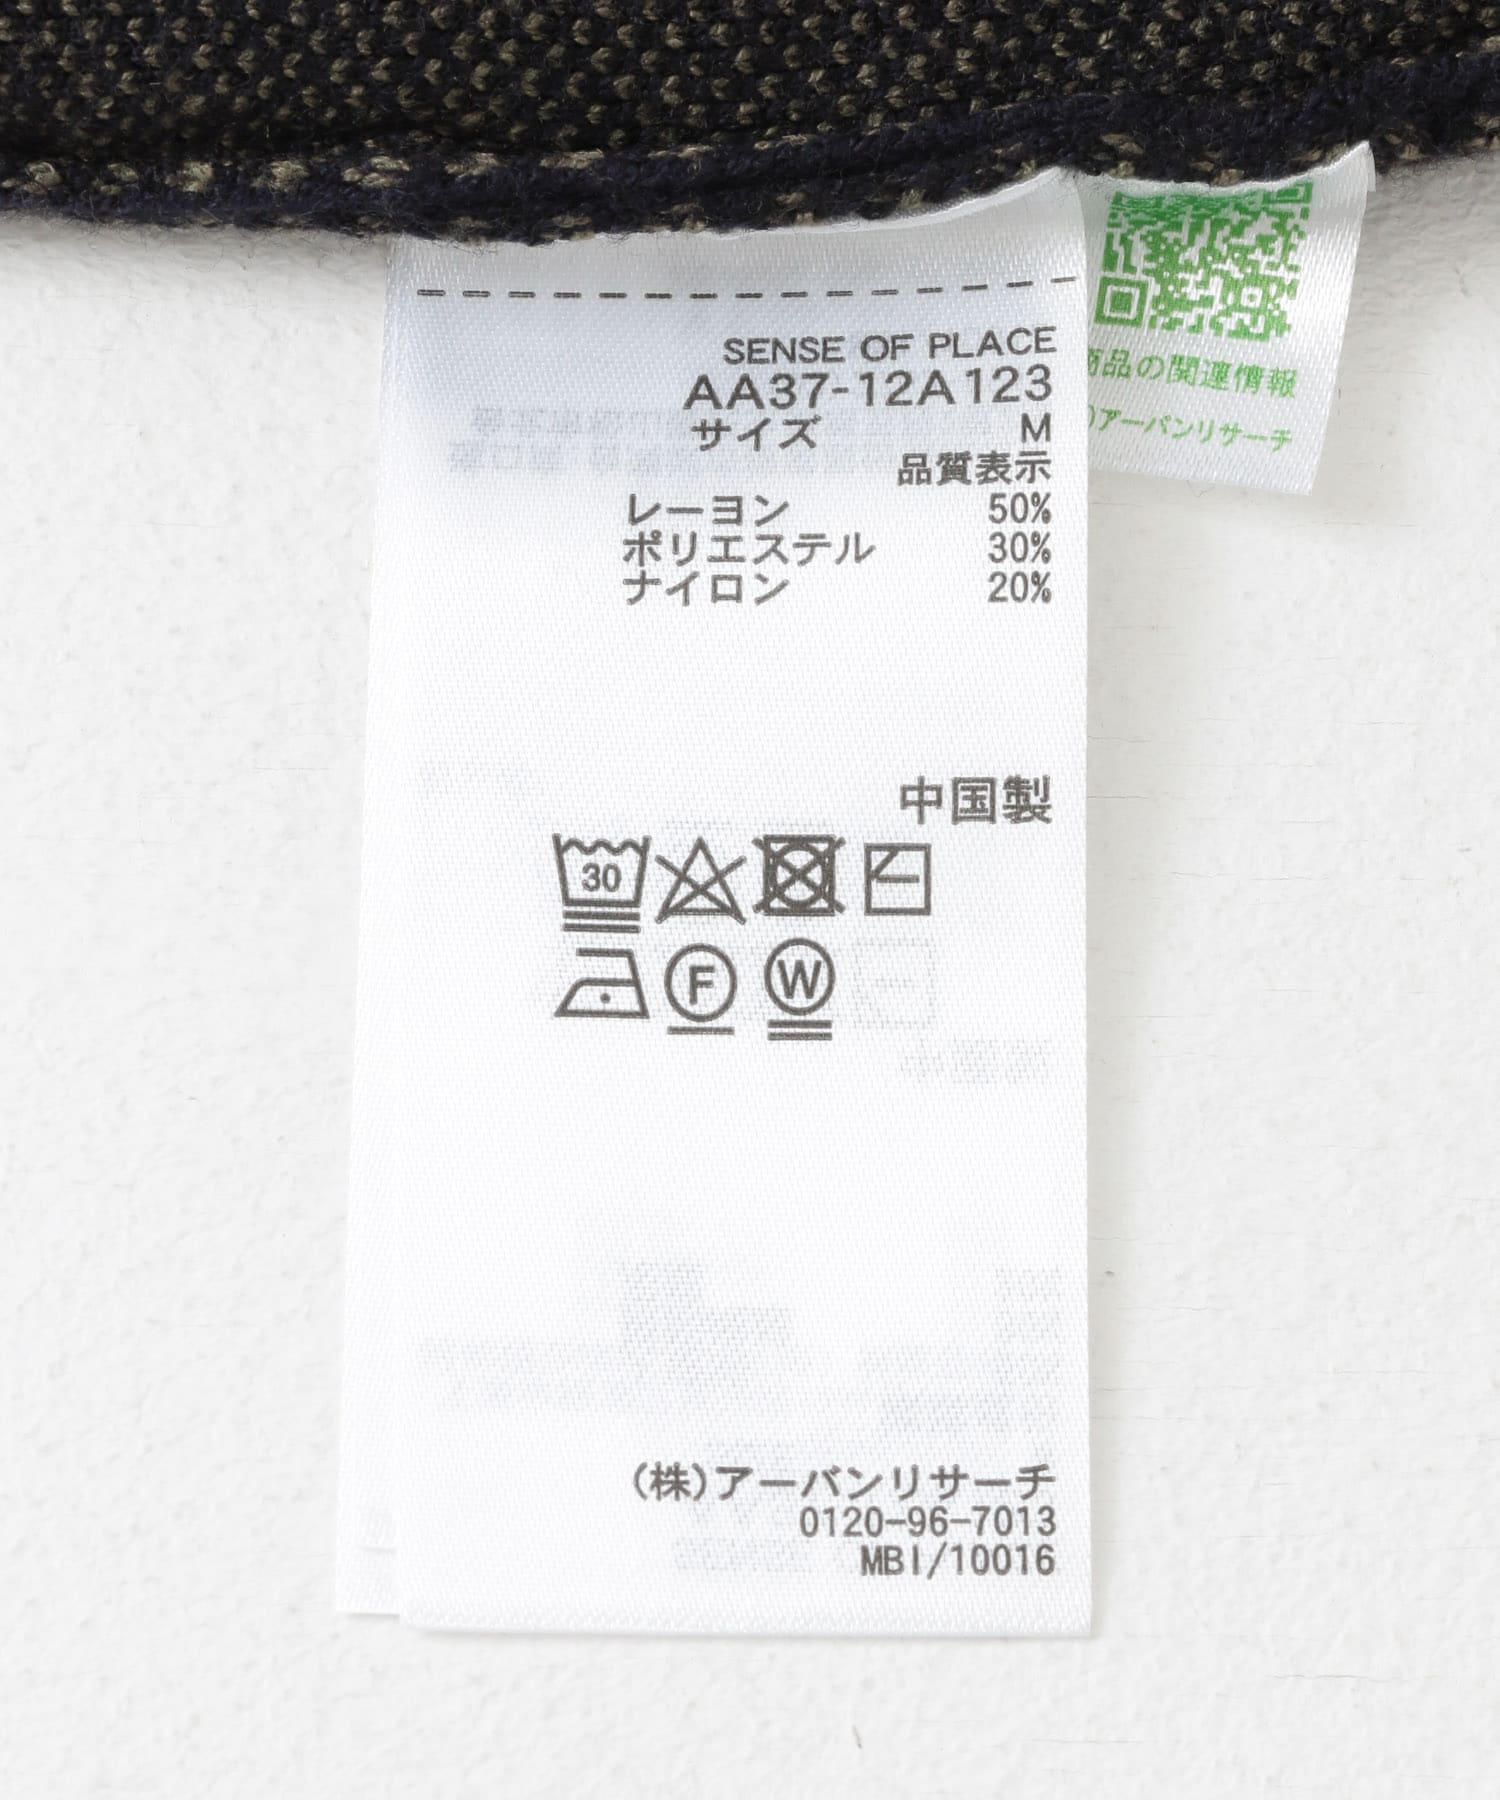 SENSE OF PLACE
AA37-12A123
サイズ M
品質表示
レーヨン 50%
ポリエステル 30%
ナイロン 20%
中国製
30
F
W
(株)アーバンリサーチ
0120-96-7013
MBI/10016
商品の関連情報
)アーバンリサーチ